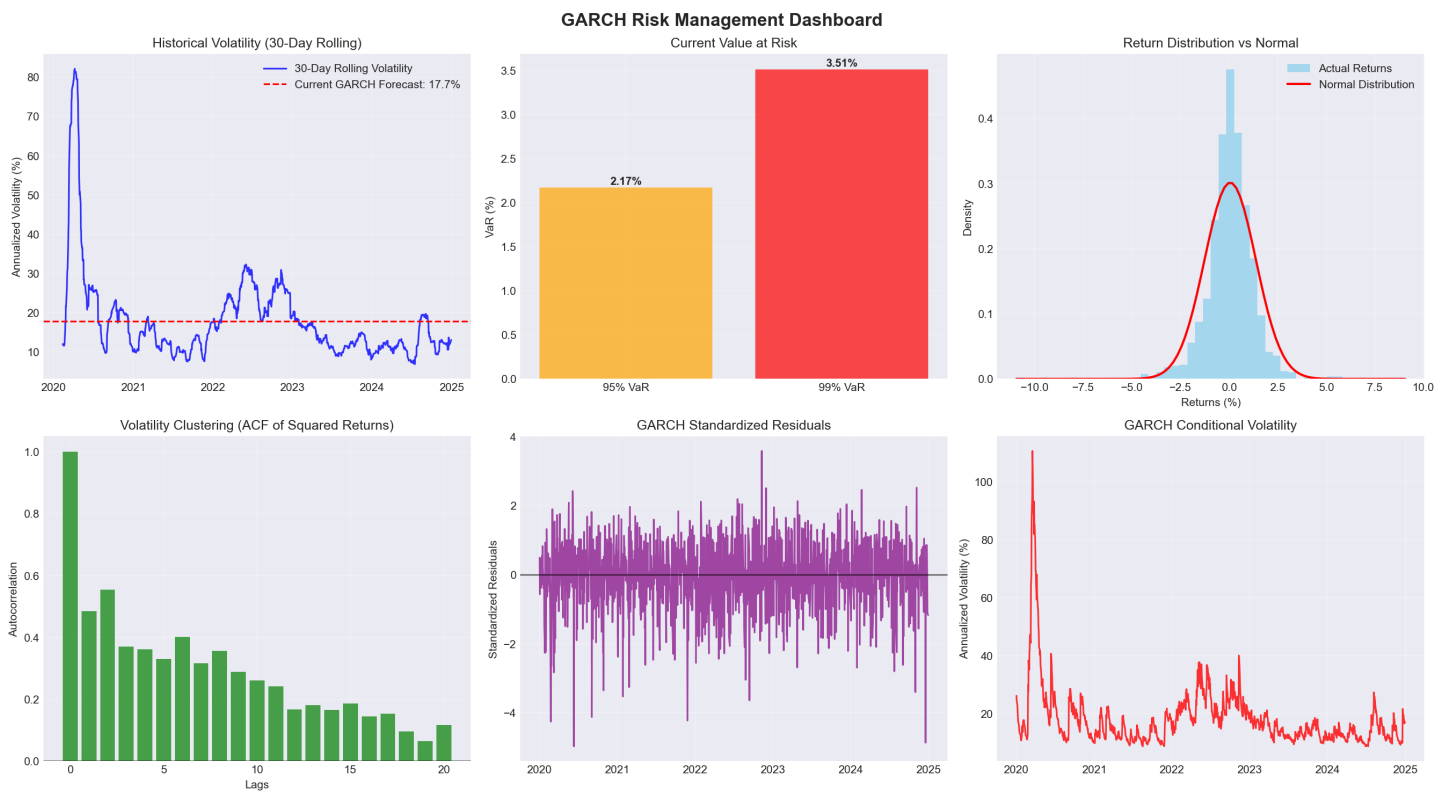 GARCH Risk Management Dashboard
Historical Volatility (30-Day Rolling)
30-Day Rolling Volatility
Current GARCH Forecast: 17.7%
Annualized Volatility (%)
80
70
60
50
40
30
20
10
2020 2021 2022 2023 2024 2025
Current Value at Risk
VaR (%)
3.5
3.0
2.5
2.0
1.5
1.0
0.5
0.0
2.17%
3.51%
95% VaR 99% VaR
Return Distribution vs Normal
Actual Returns
Normal Distribution
Density
0.4
0.3
0.2
0.1
0.0
−10.0 −7.5 −5.0 −2.5 0.0 2.5 5.0 7.5 10.0
Returns (%)
Volatility Clustering (ACF of Squared Returns)
Autocorrelation
1.0
0.8
0.6
0.4
0.2
0.0
0 5 10 15 20
Lags
GARCH Standardized Residuals
Standardized Residuals
4
2
0
−2
−4
2020 2021 2022 2023 2024 2025
GARCH Conditional Volatility
Annualized Volatility (%)
100
80
60
40
20
2020 2021 2022 2023 2024 2025